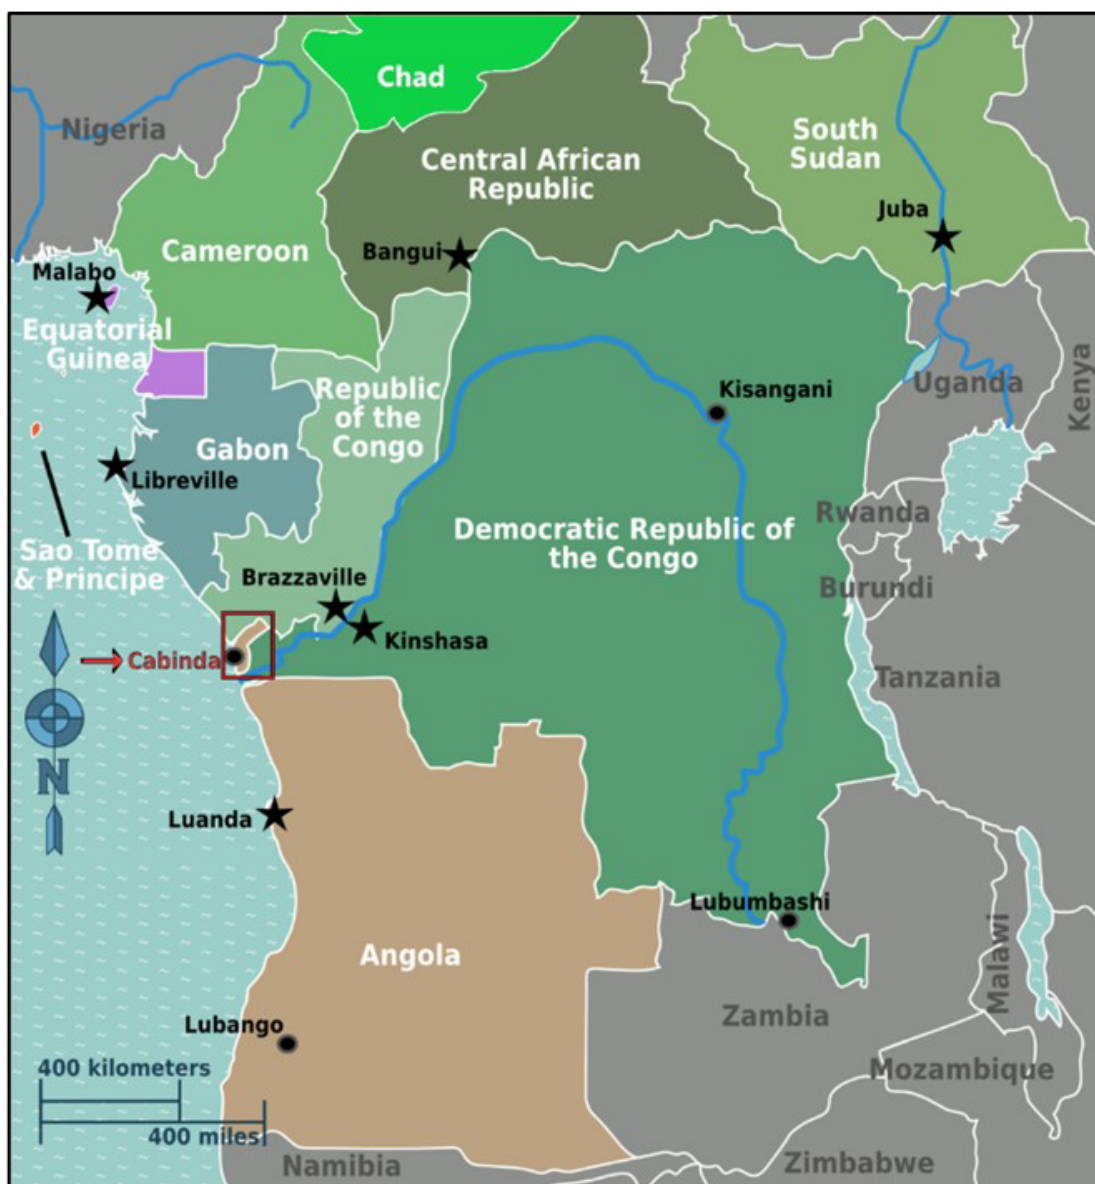 Chad
Nigeria
Central African
Republic
South
Sudan
Juba
Cameroon
Bangui
Malabo
Equatorial
Guinea
Republic
of the
Congo
Kisangani
Uganda
Kenya
Gabon
Libreville
Democratic Republic of
the Congo
Rwanda
Sao Tome
& Principe
Brazzaville
Burundi
Kinshasa
Cabinda
Tanzania
N
Luanda
Lubumbashi
Angola
Malawi
Zambia
Lubango
400 kilometers
400 miles
Mozambique
Namibia
Zimbabwe